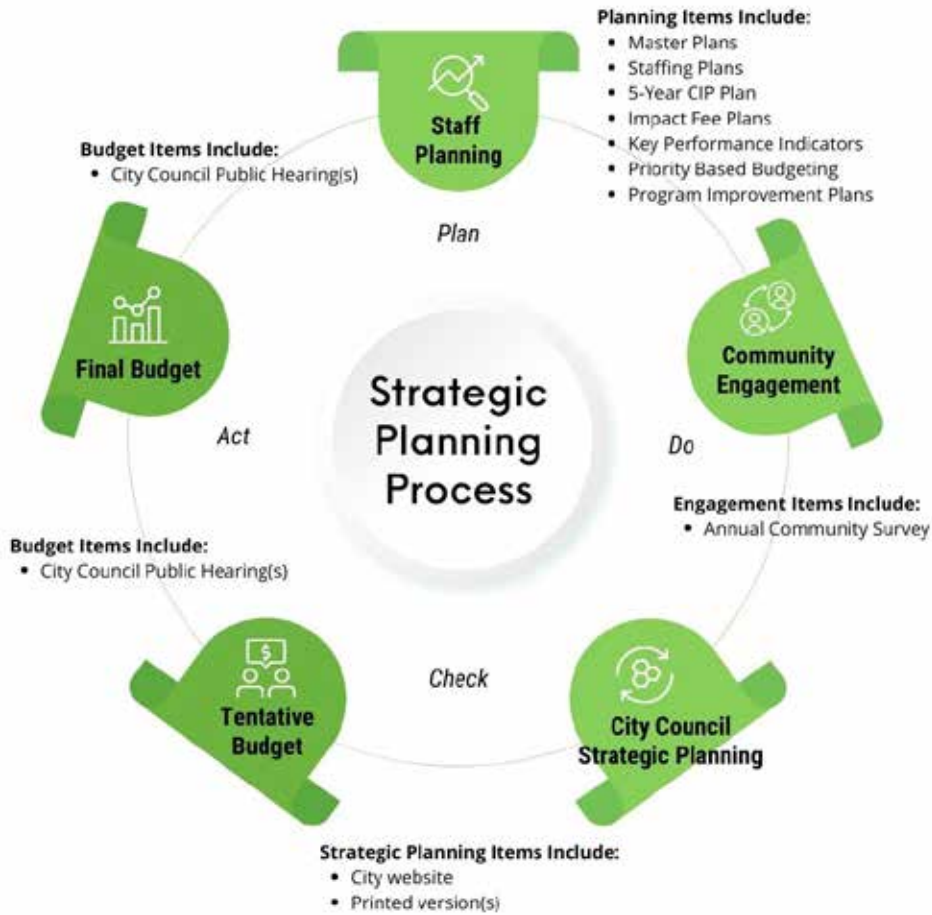 Planning Items Include:
• Master Plans
• Staffing Plans
• 5-Year CIP Plan
• Impact Fee Plans
• Key Performance Indicators
• Priority Based Budgeting
• Program Improvement Plans
Staff
Planning
Plan
Budget Items Include:
• City Council Public Hearing(s)
Final Budget
Act
Strategic
Planning
Process
Community
Engagement
Do
Engagement Items Include:
• Annual Community Survey
Budget Items Include:
• City Council Public Hearing(s)
$
Tentative
Budget
Check
City Council
Strategic Planning
Strategic Planning Items Include:
• City website
• Printed version(s)